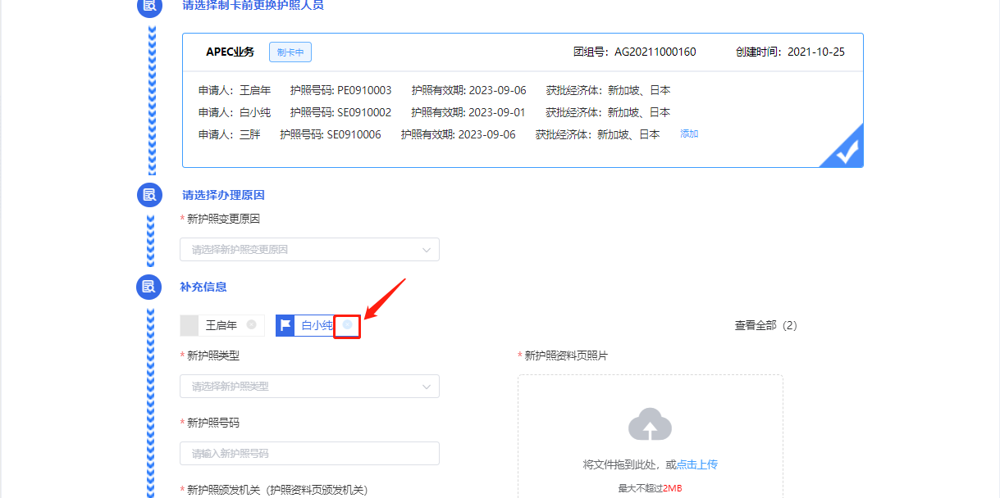 请选择制卡前更换护照人员
APEC业务 制卡中 团组号：AG20211000160 创建时间：2021-10-25
申请人：王启年 护照号码: PE0910003 护照有效期: 2023-09-06 获批经济体：新加坡、日本
申请人：白小纯 护照号码: SE0910002 护照有效期: 2023-09-01 获批经济体：新加坡、日本
申请人：三胖 护照号码: SE0910006 护照有效期: 2023-09-06 获批经济体：新加坡、日本 添加
请选择办理原因
* 新护照变更原因
请选择新护照变更原因
补充信息
王启年 白小纯 查看全部（2）
* 新护照类型 * 新护照资料页照片
请选择新护照类型
* 新护照号码
请输入新护照号码
将文件拖到此处，或点击上传
最大不超过2MB
* 新护照颁发机关（护照资料页颁发机关）